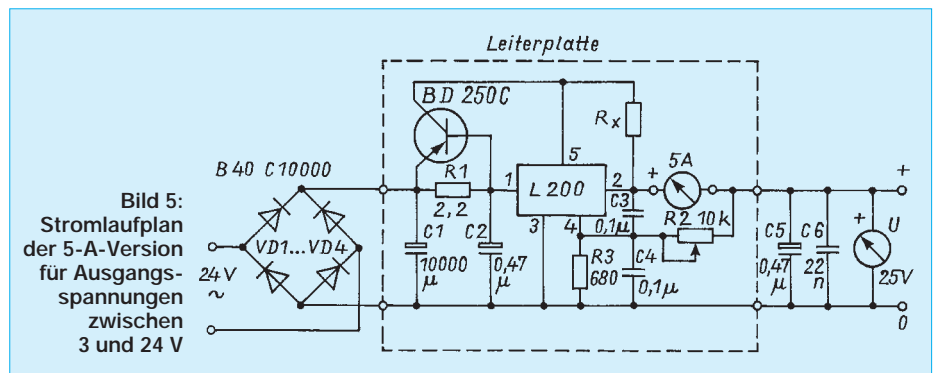 Leiterplatte
BD 250C
B 40 C 10000
R1
2,2
1
5
L 200
2
3
4
Rx
+ 5A
C1
10000
µ
C2
0,47
µ
C3
0,1µ
R2 10k
R3
680
C4
0,1µ
C5
0,47
µ
C6
22
n
+
U
25V
+
0
VD1...VD4
24V
~
Bild 5:
Stromlaufplan
der 5-A-Version
für Ausgangs-
spannungen
zwischen
3 und 24 V